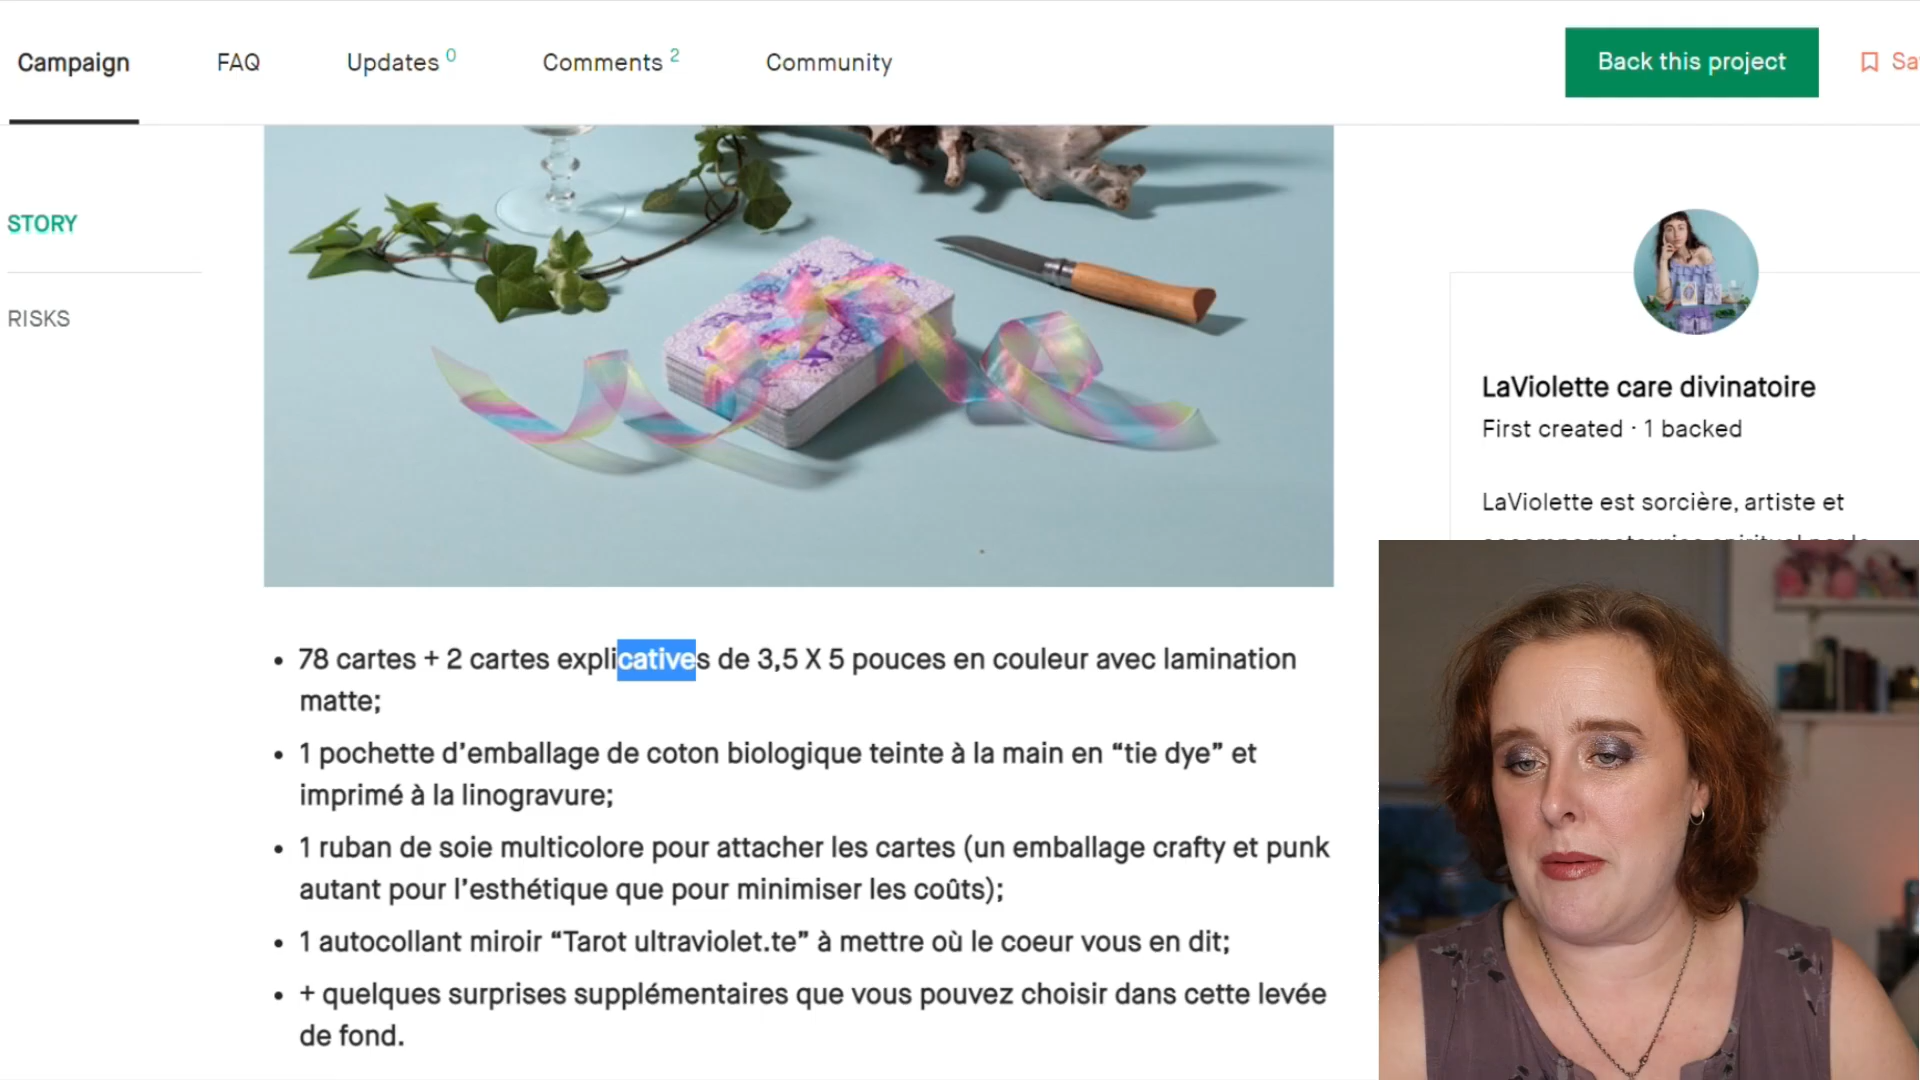 Campaign
FAQ
Updates 0
Comments 2
Community
Back this project
STORY
RISKS
LaViolette care divinatoire
First created · 1 backed
LaViolette est sorcière, artiste et
78 cartes + 2 cartes explicatives de 3,5 X 5 pouces en couleur avec lamination
matte;
1 pochette d’emballage de coton biologique teinte à la main en “tie dye” et
imprimé à la linogravure;
1 ruban de soie multicolore pour attacher les cartes (un emballage crafty et punk
autant pour l’esthétique que pour minimiser les coûts);
1 autocollant miroir “Tarot ultraviolet.te” à mettre où le coeur vous en dit;
+ quelques surprises supplémentaires que vous pouvez choisir dans cette levée
de fond.